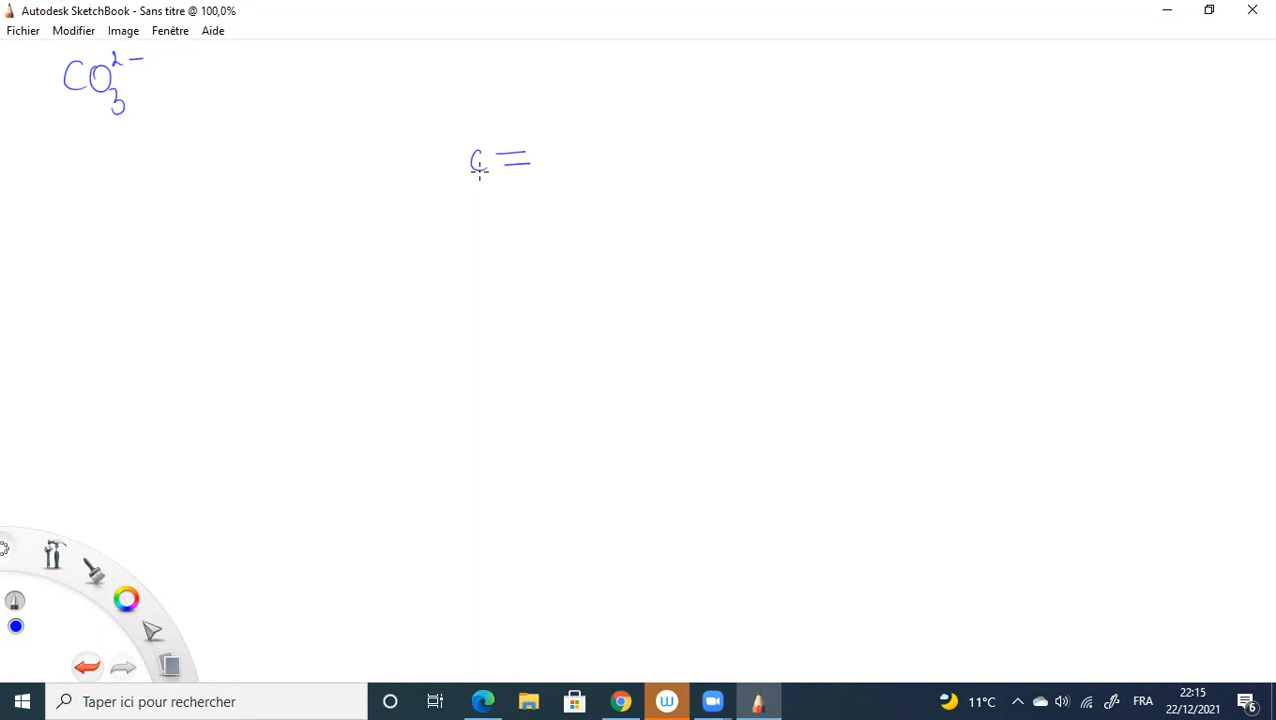 Autodesk SketchBook - Sans titre @ 100,0%
Fichier Modifier Image Fenêtre Aide
CO₃²⁻
C =
Taper ici pour rechercher
11°C
FRA
22:15
22/12/2021
6